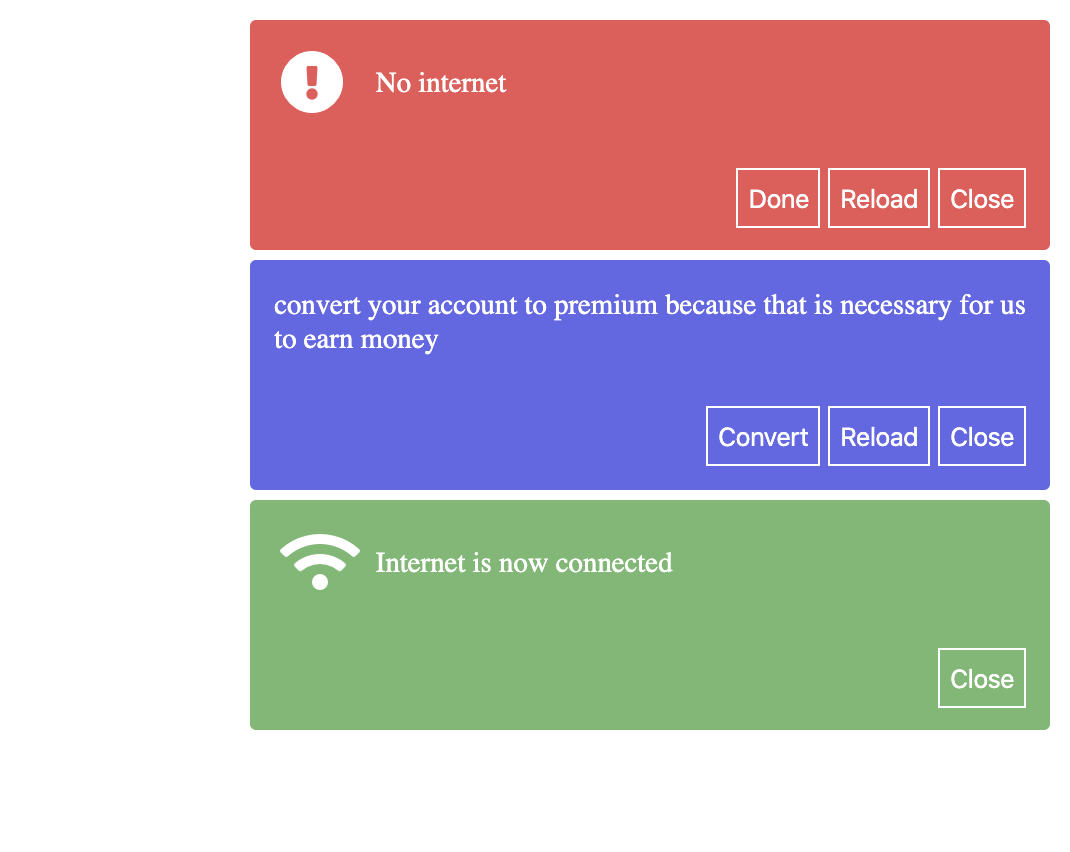 No internet
Done Reload Close
convert your account to premium because that is necessary for us
to earn money
Convert Reload Close
Internet is now connected
Close